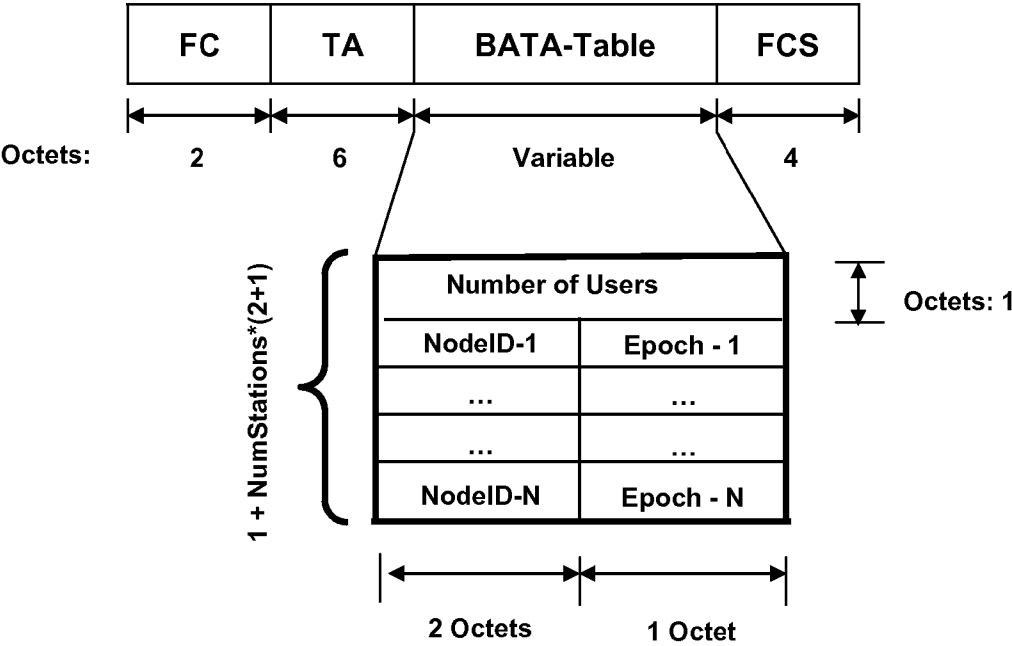 FC TA BATA-Table FCS
Octets: 2 6 Variable 4
1 + NumStations*(2+1)
Number of Users
Octets: 1
NodeID-1 Epoch - 1
... ...
... ...
NodeID-N Epoch - N
2 Octets 1 Octet